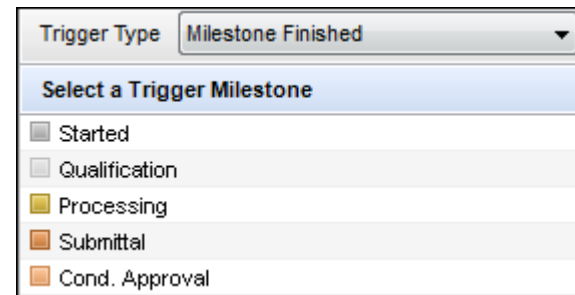 Trigger Type Milestone Finished
Select a Trigger Milestone
Started
Qualification
Processing
Submittal
Cond. Approval